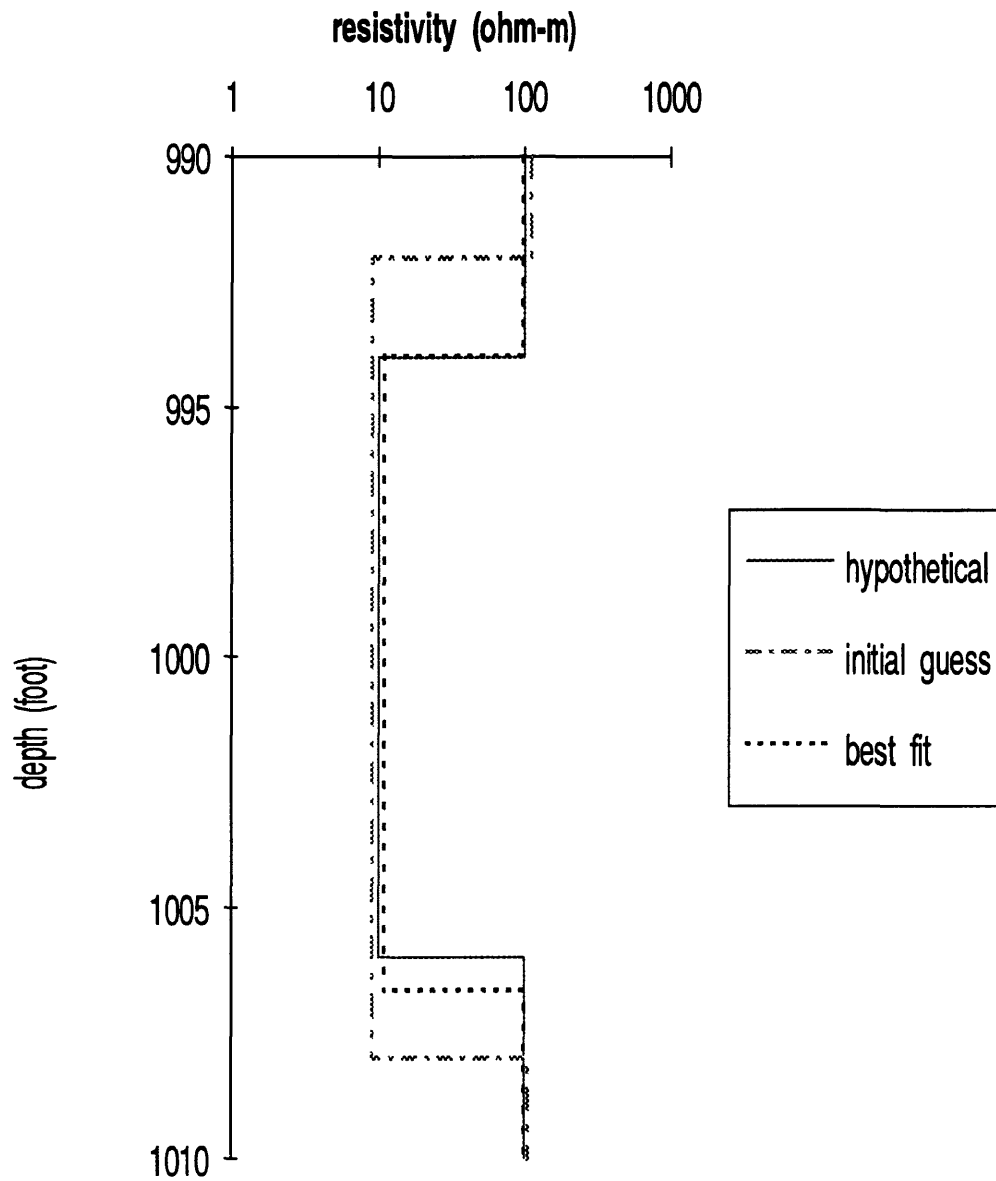 resistivity (ohm-m)
1 10 100 1000
990
995
1000
1005
1010
depth (foot)
hypothetical
initial guess
best fit